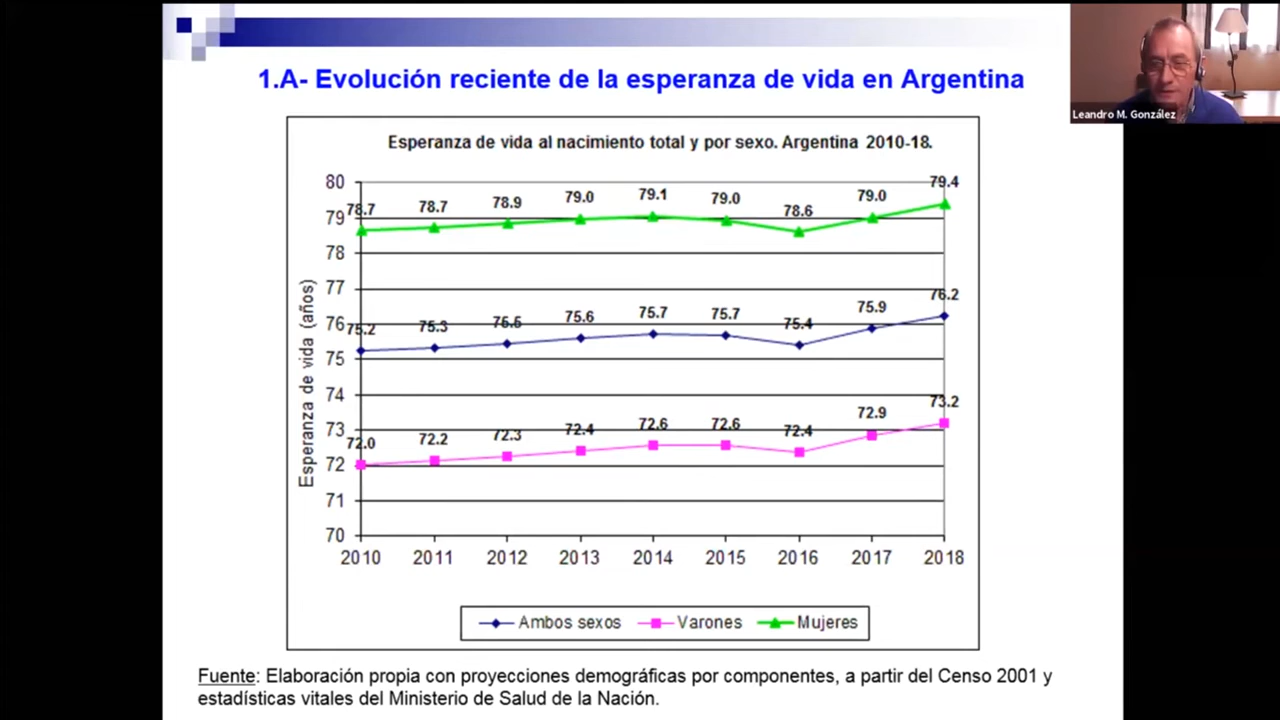 1.A- Evolución reciente de la esperanza de vida en Argentina
Leandro M. González
Esperanza de vida al nacimiento total y por sexo. Argentina 2010-18.
Esperanza de vida (años)
80
79
78
77
76
75
74
73
72
71
70
78.7 78.7 78.9 79.0 79.1 79.0 78.6 79.0 79.4
75.2 75.3 75.5 75.6 75.7 75.7 75.4 75.9 76.2
72.0 72.2 72.3 72.4 72.6 72.6 72.4 72.9 73.2
2010 2011 2012 2013 2014 2015 2016 2017 2018
Ambos sexos Varones Mujeres
Fuente: Elaboración propia con proyecciones demográficas por componentes, a partir del Censo 2001 y
estadísticas vitales del Ministerio de Salud de la Nación.